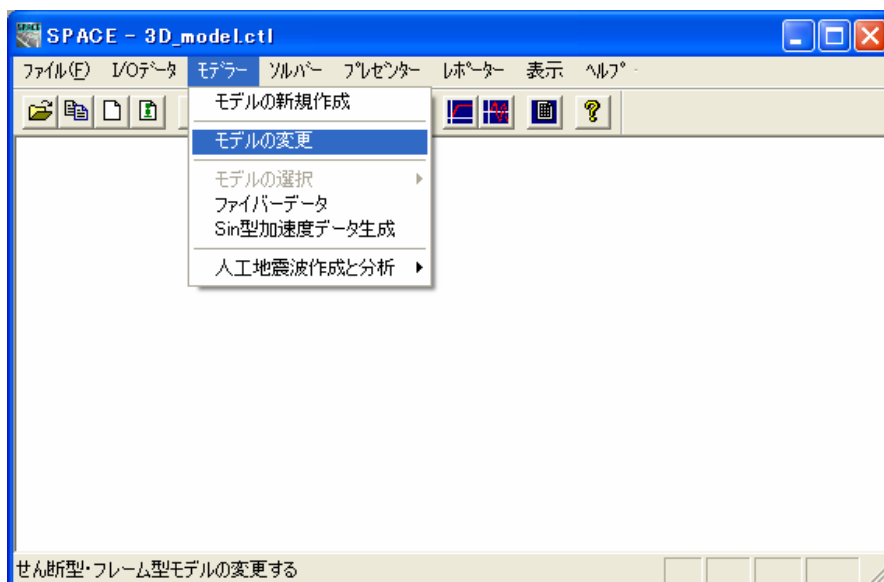 SPACE - 3D_model.ctl
ファイル(F) I/Oデータ モデラー ソルバー プレゼンター レポーター 表示 ヘルプ
モデルの新規作成
モデルの変更
モデルの選択
ファイバーデータ
Sin型加速度データ生成
人工地震波作成と分析
せん断型・フレーム型モデルの変更する